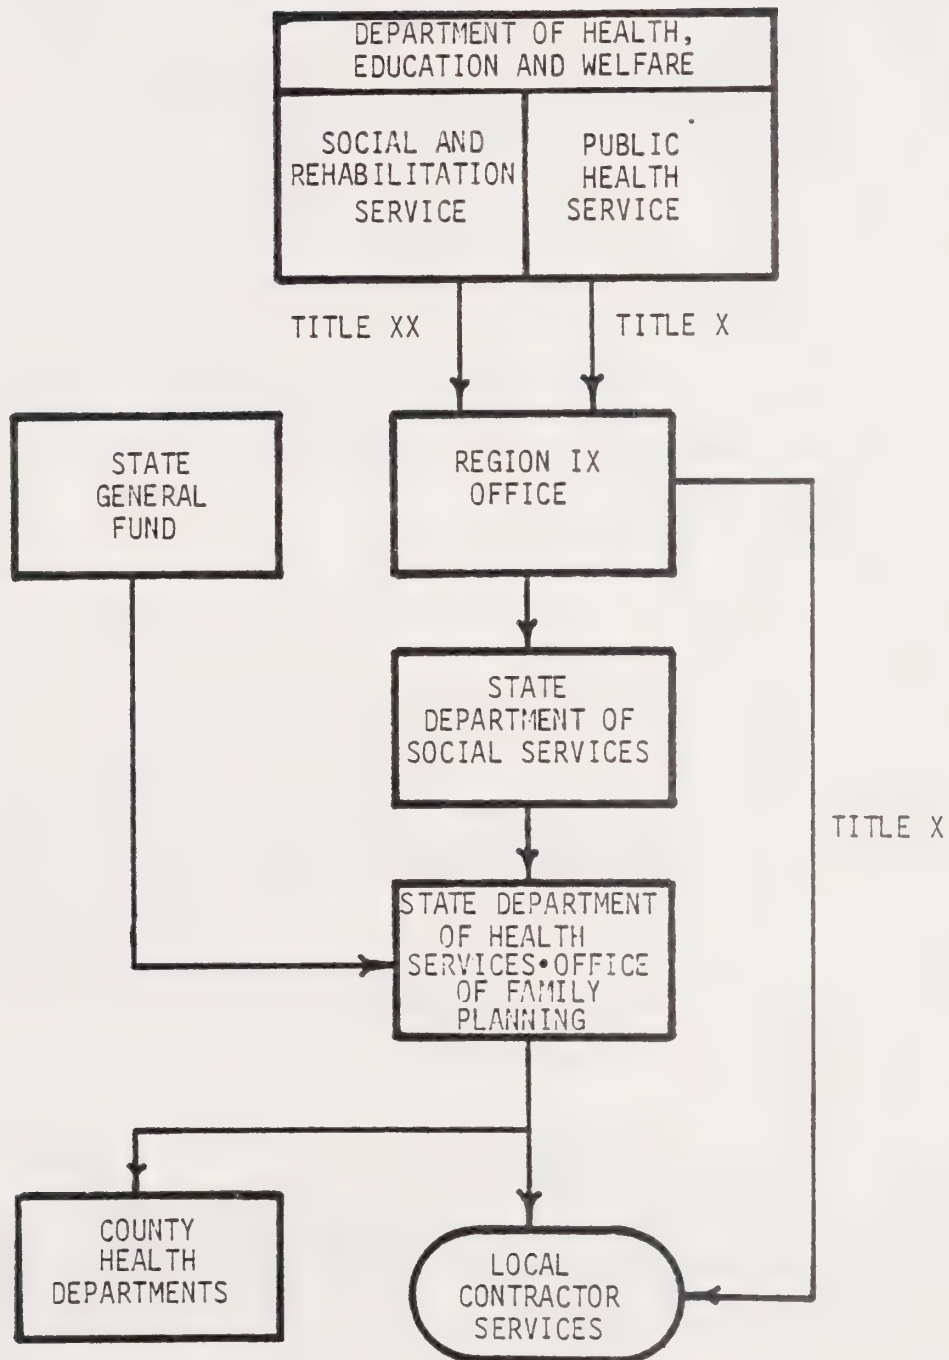 DEPARTMENT OF HEALTH,
EDUCATION AND WELFARE
SOCIAL AND
REHABILITATION
SERVICE
PUBLIC
HEALTH
SERVICE
TITLE XX
TITLE X
STATE
GENERAL
FUND
REGION IX
OFFICE
STATE
DEPARTMENT OF
SOCIAL SERVICES
TITLE X
STATE DEPARTMENT
OF HEALTH
SERVICES•OFFICE
OF FAMILY
PLANNING
COUNTY
HEALTH
DEPARTMENTS
LOCAL
CONTRACTOR
SERVICES